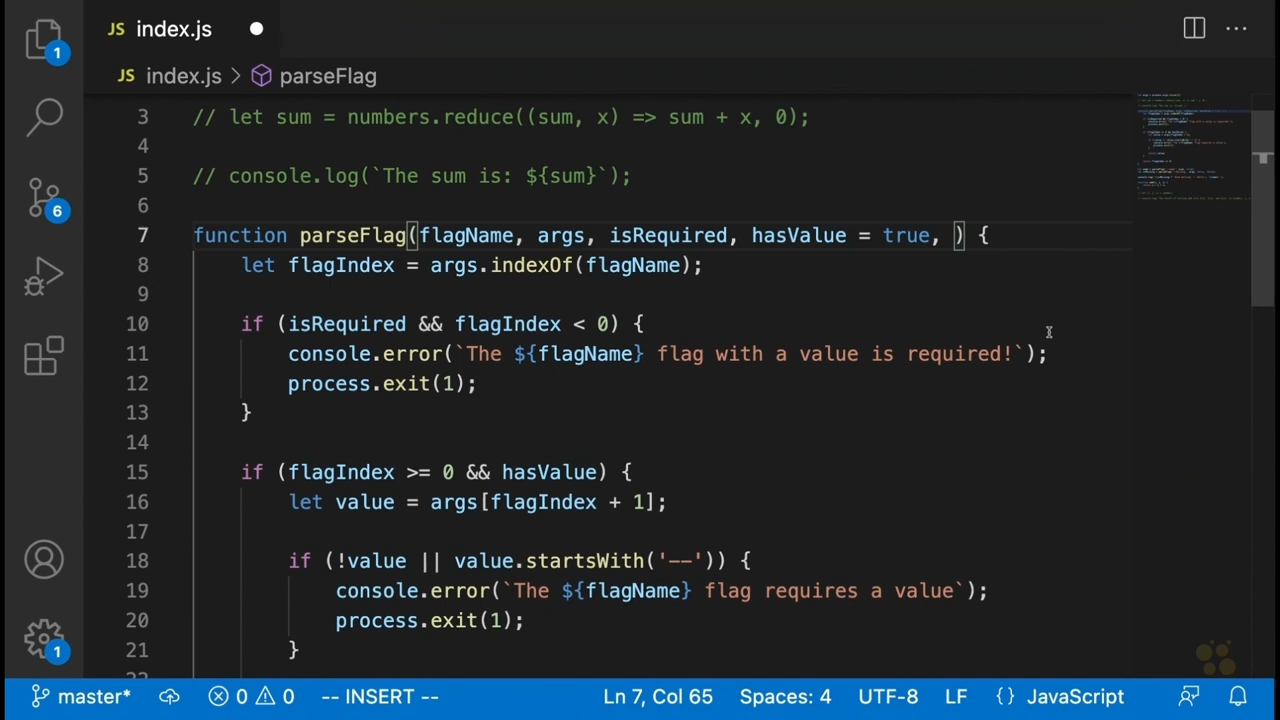 JS index.js
JS index.js > parseFlag
3 // let sum = numbers.reduce((sum, x) => sum + x, 0);
4
5 // console.log(`The sum is: ${sum}`);
6
7 function parseFlag(flagName, args, isRequired, hasValue = true, ) {
8 let flagIndex = args.indexOf(flagName);
9
10 if (isRequired && flagIndex < 0) {
11 console.error(`The ${flagName} flag with a value is required!`);
12 process.exit(1);
13 }
14
15 if (flagIndex >= 0 && hasValue) {
16 let value = args[flagIndex + 1];
17
18 if (!value || value.startsWith('--')) {
19 console.error(`The ${flagName} flag requires a value`);
20 process.exit(1);
21 }
1
6
1
master* 0 0 -- INSERT -- Ln 7, Col 65 Spaces: 4 UTF-8 LF {} JavaScript